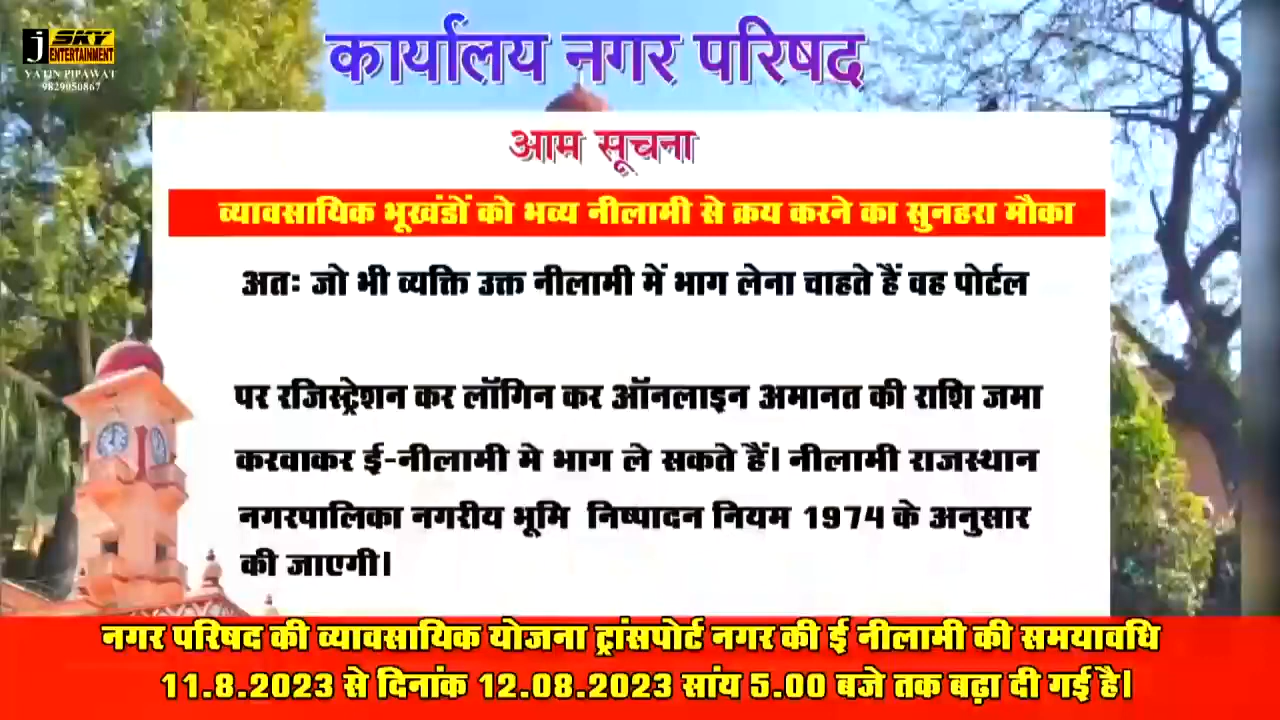 j SKY
ENTERTAINMENT
YATIN PIPAWAT
9829050867
कार्यालय नगर परिषद
आम सूचना
व्यावसायिक भूखंडों को भव्य नीलामी से क्रय करने का सुनहरा मौका
अतः जो भी व्यक्ति उक्त नीलामी में भाग लेना चाहते हैं वह पोर्टल
पर रजिस्ट्रेशन कर लॉगिन कर ऑनलाइन अमानत की राशि जमा
करवाकर ई-नीलामी मे भाग ले सकते हैं। नीलामी राजस्थान
नगरपालिका नगरीय भूमि निष्पादन नियम 1974 के अनुसार
की जाएगी।
नगर परिषद की व्यावसायिक योजना ट्रांसपोर्ट नगर की ई नीलामी की समयावधि
11.8.2023 से दिनांक 12.08.2023 सांय 5.00 बजे तक बढ़ा दी गई है।